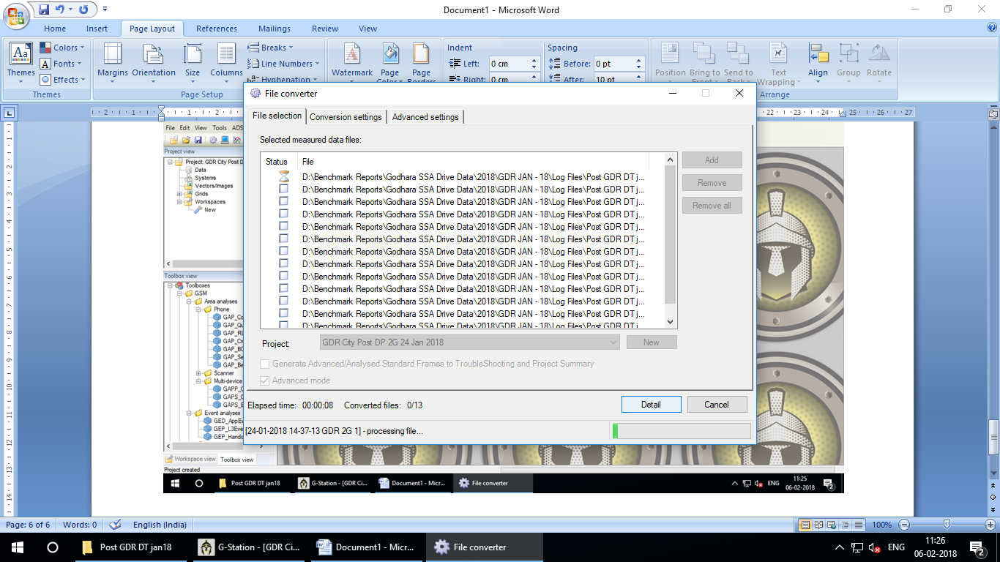 Document1 - Microsoft Word
Home Insert Page Layout References Mailings Review View
Themes
Colors
Fonts
Effects
Themes
Margins Orientation Size Columns
Breaks
Line Numbers
Hyphenation
Page Setup
Watermark Page Color Page Borders
Indent
Left: 0 cm
Right: 0 cm
Spacing
Before: 0 pt
After: 10 pt
Position Bring to Front Send to Back Text Wrapping Align Group Rotate
Arrange
2 1 1 2 22 23 24 25 26 27
File Edit View Tools ADS
Project view
Project: GDR City Post D
Data
Systems
Vectors/Images
Grids
Workspaces
New
Toolbox view
Toolboxes
GSM
Area analyses
Phone
GAP_Co
GAP_Qu
GAP_RL
GAP_Cr
GAP_BC
GAP_Se
GAP_Be
Scanner
Multi-device
GAPP_C
GAPS_C
GAPS_E
Event analyses
GED_AppEv
GEP_L3Eve
GEP_Hando
Workspace view Toolbox view
Project created
File converter
File selection Conversion settings Advanced settings
Selected measured data files:
Status File
D:\Benchmark Reports\Godhara SSA Drive Data\2018\GDR JAN - 18\Log Files\Post GDR DT j...
D:\Benchmark Reports\Godhara SSA Drive Data\2018\GDR JAN - 18\Log Files\Post GDR DT j...
D:\Benchmark Reports\Godhara SSA Drive Data\2018\GDR JAN - 18\Log Files\Post GDR DT j...
D:\Benchmark Reports\Godhara SSA Drive Data\2018\GDR JAN - 18\Log Files\Post GDR DT j...
D:\Benchmark Reports\Godhara SSA Drive Data\2018\GDR JAN - 18\Log Files\Post GDR DT j...
D:\Benchmark Reports\Godhara SSA Drive Data\2018\GDR JAN - 18\Log Files\Post GDR DT j...
D:\Benchmark Reports\Godhara SSA Drive Data\2018\GDR JAN - 18\Log Files\Post GDR DT j...
D:\Benchmark Reports\Godhara SSA Drive Data\2018\GDR JAN - 18\Log Files\Post GDR DT j...
D:\Benchmark Reports\Godhara SSA Drive Data\2018\GDR JAN - 18\Log Files\Post GDR DT j...
D:\Benchmark Reports\Godhara SSA Drive Data\2018\GDR JAN - 18\Log Files\Post GDR DT j...
D:\Benchmark Reports\Godhara SSA Drive Data\2018\GDR JAN - 18\Log Files\Post GDR DT j...
D:\Benchmark Reports\Godhara SSA Drive Data\2018\GDR JAN - 18\Log Files\Post GDR DT j...
D:\Benchmark Reports\Godhara SSA Drive Data\2018\GDR JAN - 18\Log Files\Post GDR DT j...
Add
Remove
Remove all
Project: GDR City Post DP 2G 24 Jan 2018 New
Generate Advanced/Analysed Standard Frames to TroubleShooting and Project Summary
Advanced mode
Elapsed time: 00:00:08 Converted files: 0/13 Detail Cancel
[24-01-2018 14-37-13 GDR 2G 1] - processing file...
Post GDR DT jan18 G-Station - [GDR Ci... Document1 - Micr... File converter ENG 11:25
06-02-2018 2
Page: 6 of 6 Words: 0 English (India) 100%
Post GDR DT jan18 G-Station - [GDR Ci... Document1 - Micr... File converter ENG 11:26
06-02-2018 2